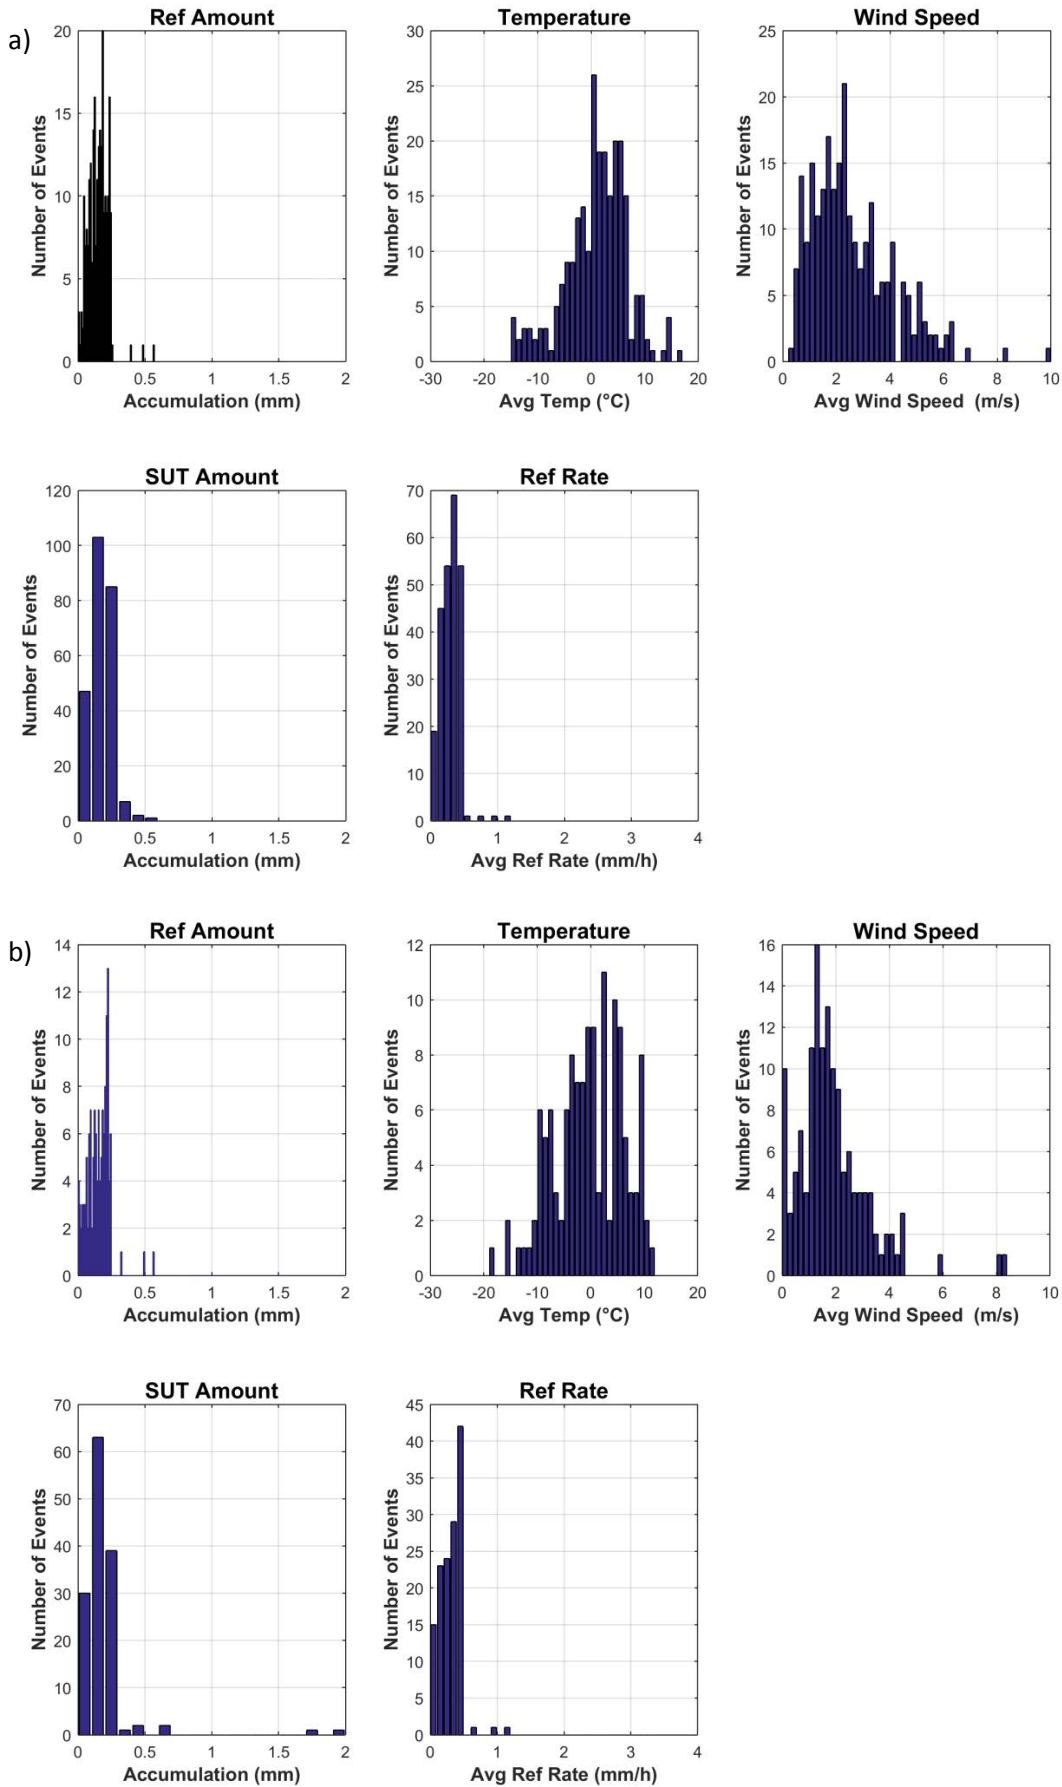 a)
Ref Amount
Number of Events
20
15
10
5
0
0 0.5 1 1.5 2
Accumulation (mm)
Temperature
Number of Events
30
25
20
15
10
5
0
-30 -20 -10 0 10 20
Avg Temp (°C)
Wind Speed
Number of Events
25
20
15
10
5
0
0 2 4 6 8 10
Avg Wind Speed (m/s)
SUT Amount
Number of Events
120
100
80
60
40
20
0
0 0.5 1 1.5 2
Accumulation (mm)
Ref Rate
Number of Events
70
60
50
40
30
20
10
0
0 1 2 3 4
Avg Ref Rate (mm/h)
b)
Ref Amount
Number of Events
14
12
10
8
6
4
2
0
0 0.5 1 1.5 2
Accumulation (mm)
Temperature
Number of Events
12
10
8
6
4
2
0
-30 -20 -10 0 10 20
Avg Temp (°C)
Wind Speed
Number of Events
16
14
12
10
8
6
4
2
0
0 2 4 6 8 10
Avg Wind Speed (m/s)
SUT Amount
Number of Events
70
60
50
40
30
20
10
0
0 0.5 1 1.5 2
Accumulation (mm)
Ref Rate
Number of Events
45
40
35
30
25
20
15
10
5
0
0 1 2 3 4
Avg Ref Rate (mm/h)